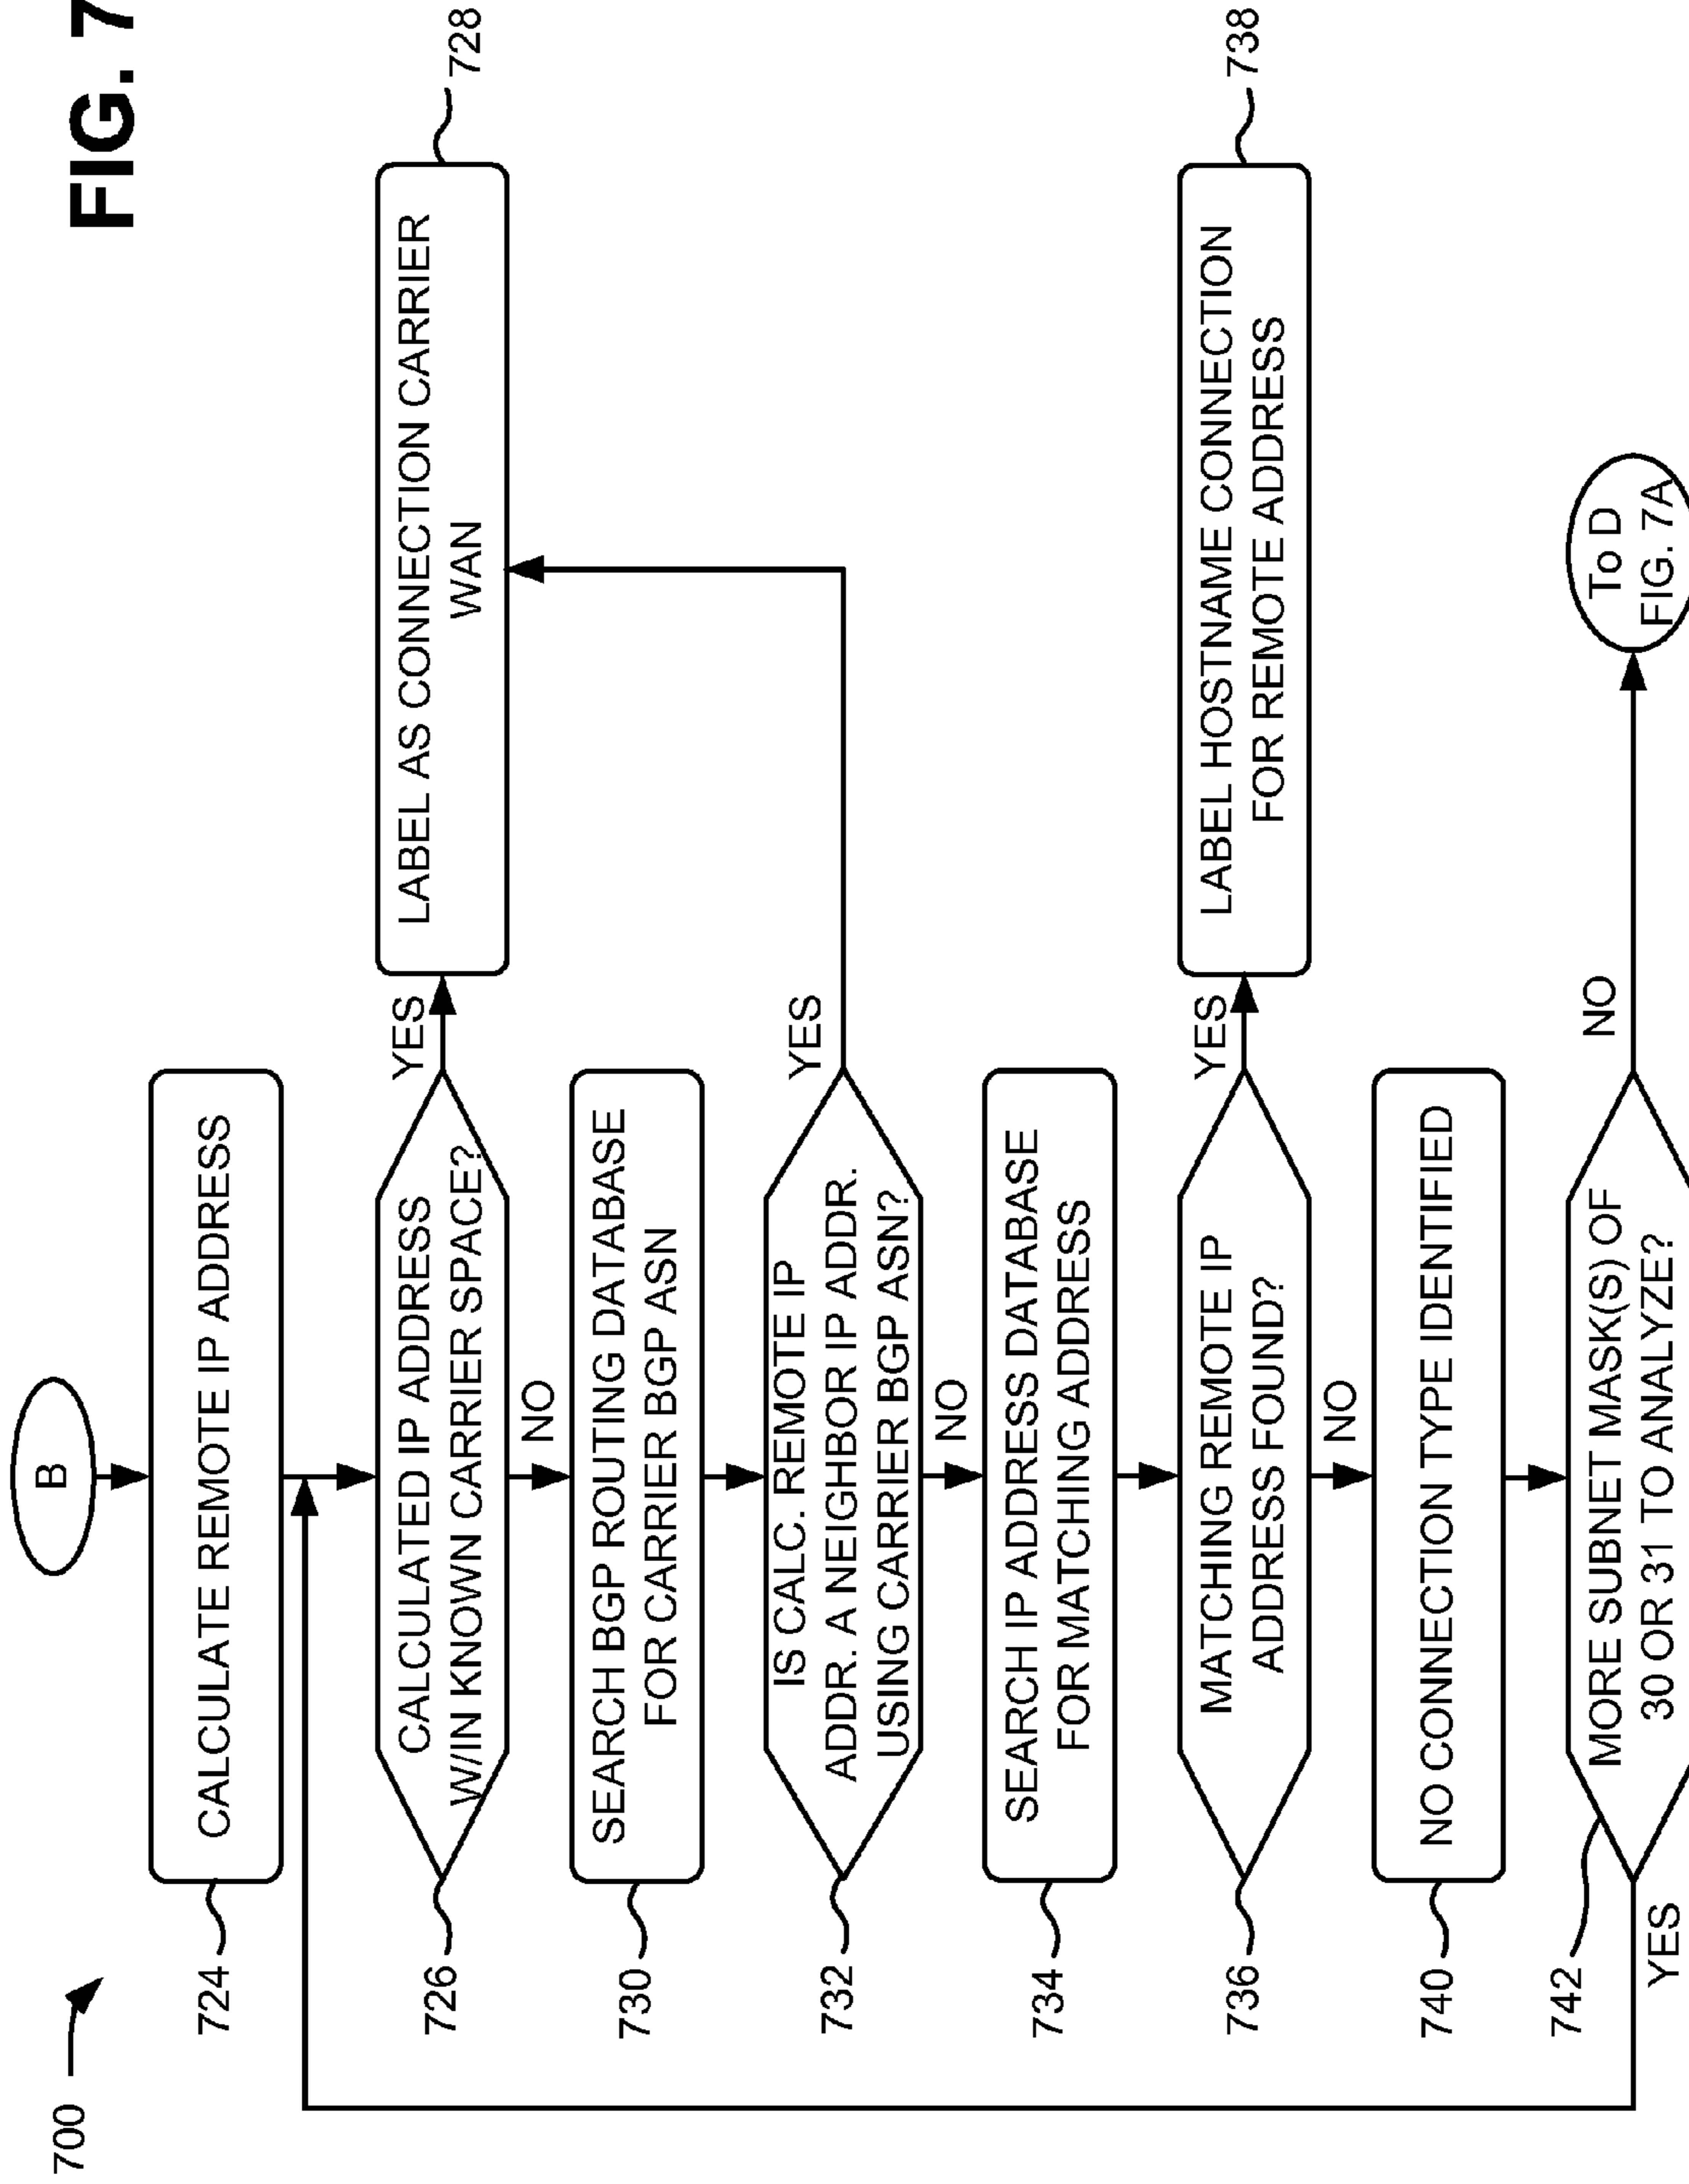 FIG. 7
700
B
724
CALCULATE REMOTE IP ADDRESS
726
CALCULATED IP ADDRESS
W/IN KNOWN CARRIER SPACE?
YES
LABEL AS CONNECTION CARRIER
WAN
728
NO
730
SEARCH BGP ROUTING DATABASE
FOR CARRIER BGP ASN
732
IS CALC. REMOTE IP
ADDR. A NEIGHBOR IP ADDR.
USING CARRIER BGP ASN?
YES
NO
734
SEARCH IP ADDRESS DATABASE
FOR MATCHING ADDRESS
736
MATCHING REMOTE IP
ADDRESS FOUND?
YES
LABEL HOSTNAME CONNECTION
FOR REMOTE ADDRESS
738
NO
740
NO CONNECTION TYPE IDENTIFIED
742
MORE SUBNET MASK(S) OF
30 OR 31 TO ANALYZE?
YES
NO
To D
FIG. 7A